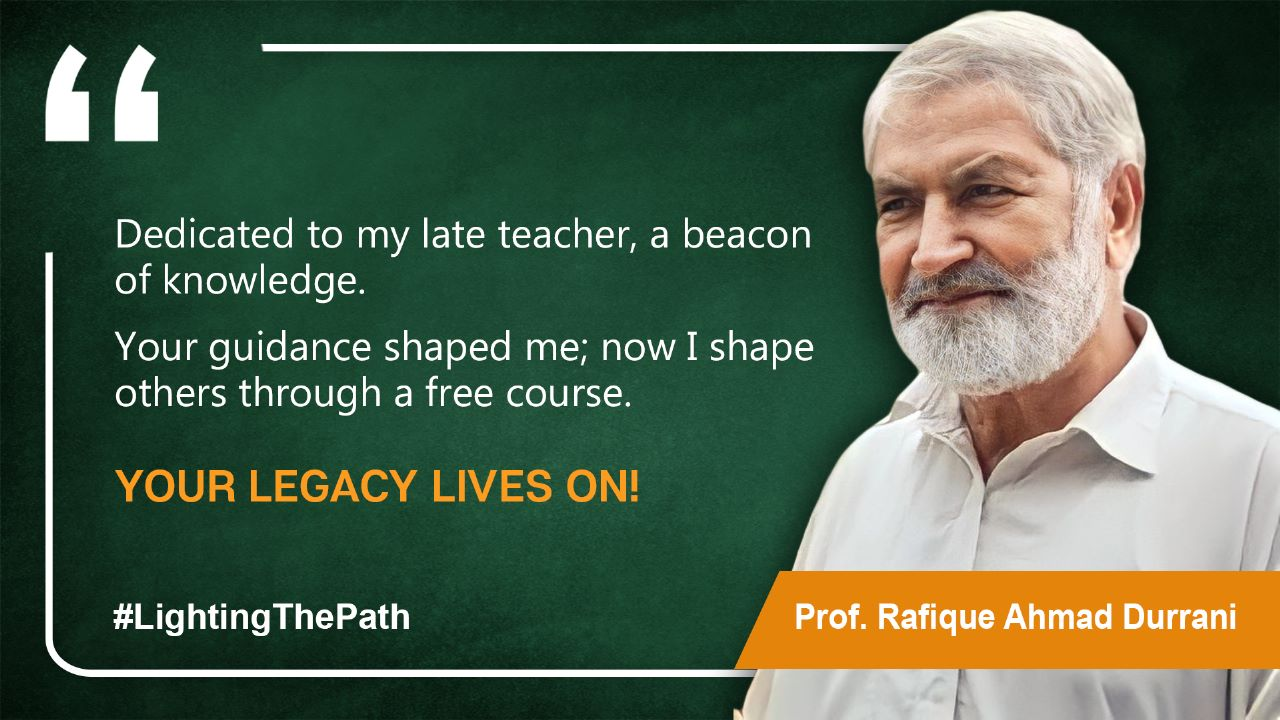 “
Dedicated to my late teacher, a beacon
of knowledge.
Your guidance shaped me; now I shape
others through a free course.
YOUR LEGACY LIVES ON!
#LightingThePath
Prof. Rafique Ahmad Durrani